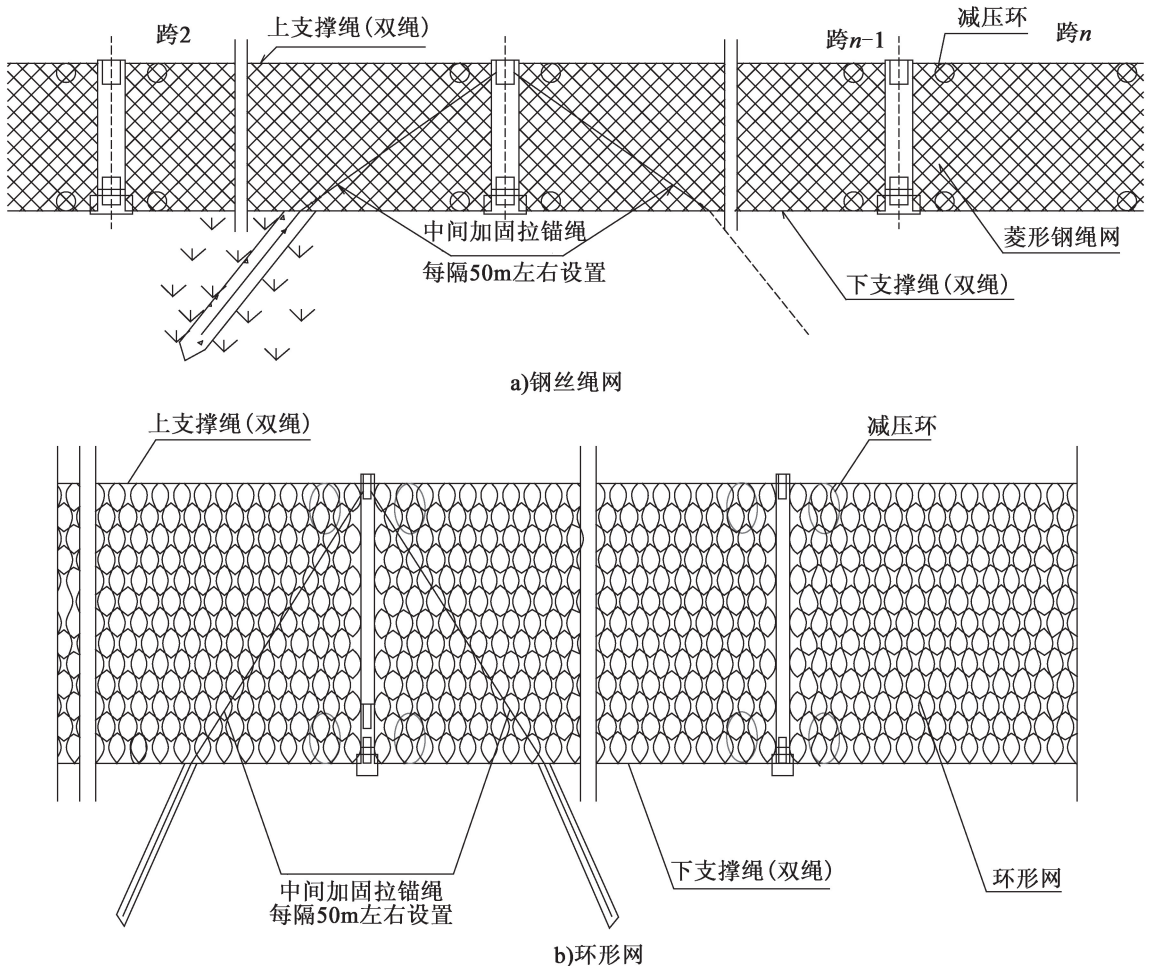 跨2
上支撑绳(双绳)
跨n-1
减压环
跨n
中间加固拉锚绳
每隔50m左右设置
菱形钢绳网
下支撑绳(双绳)
a)钢丝绳网
上支撑绳(双绳)
减压环
中间加固拉锚绳
每隔50m左右设置
下支撑绳(双绳)
环形网
b)环形网